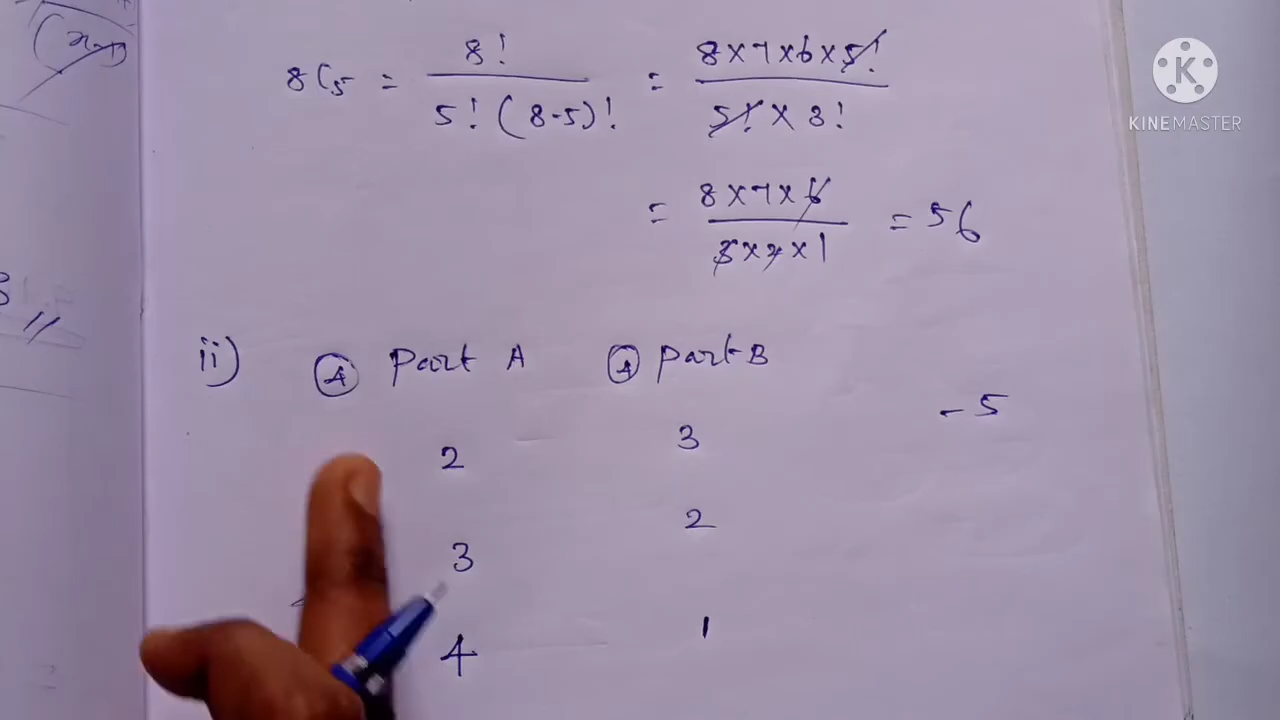 8C5 = 8! / 5!(8-5)! = 8×7×6×5! / 5!×3!
= 8×7×6 / 3×2×1 = 56
KINEMASTER
ii) (4) Part A (4) Part B
- 5
2 3
3 2
4 1